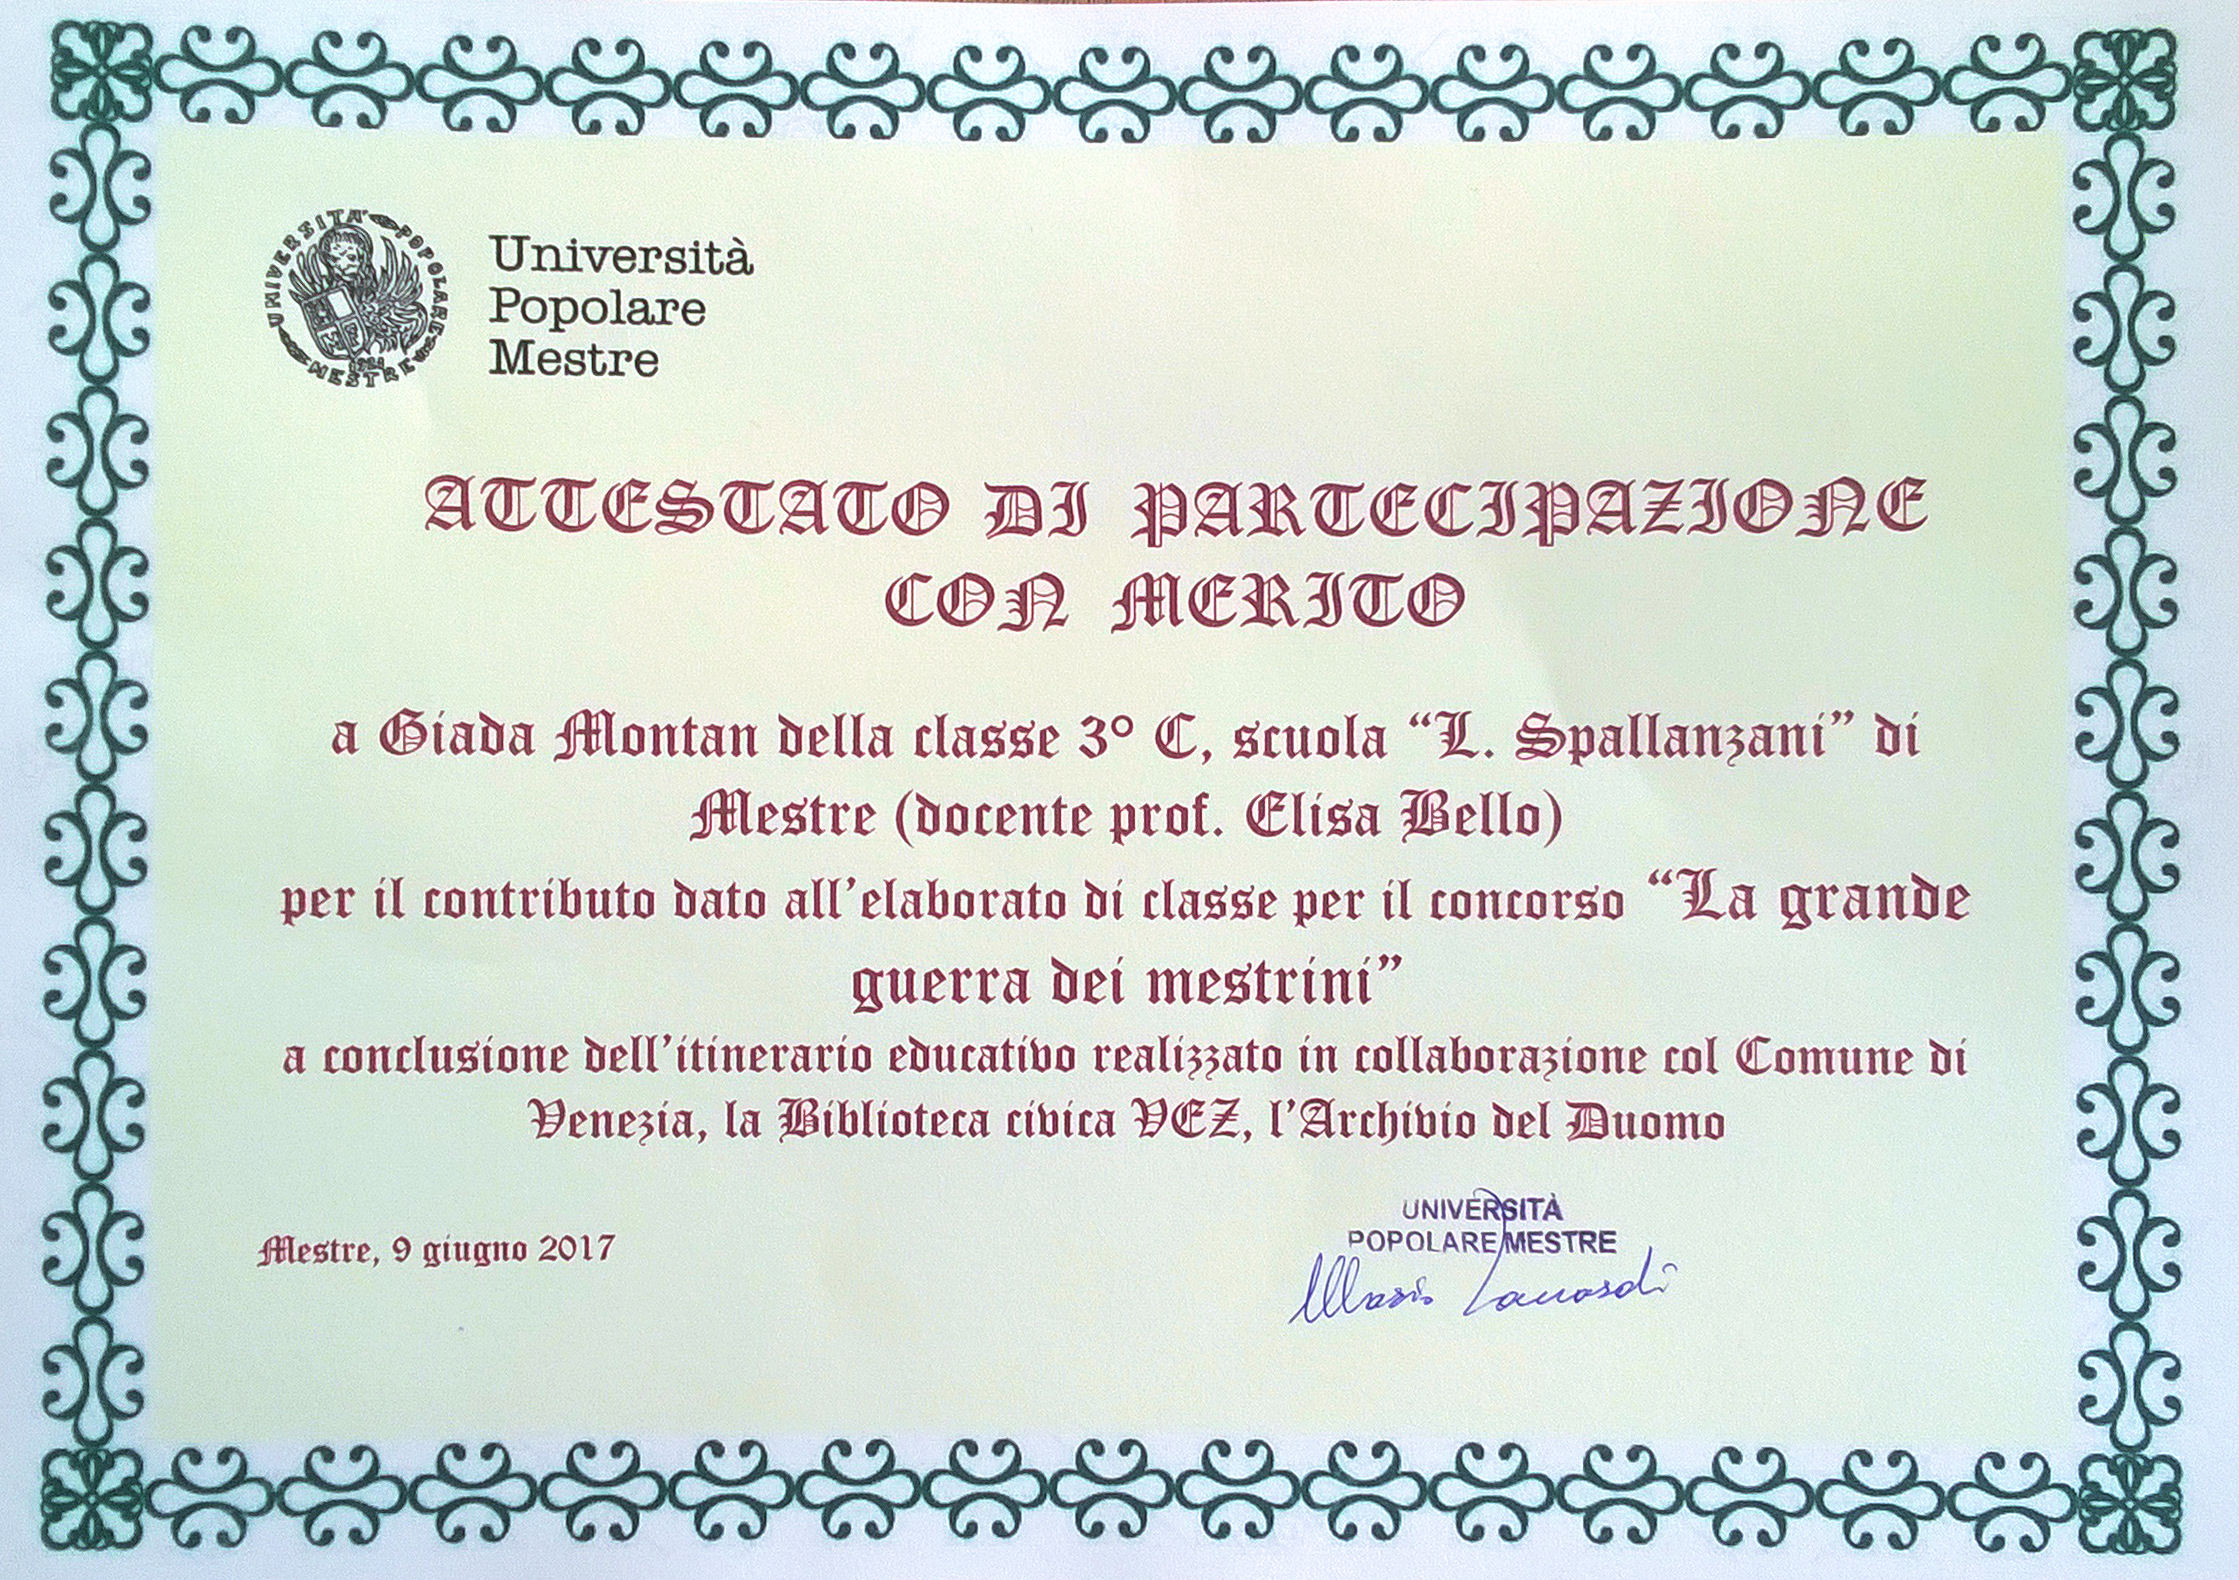 UNIVERSITÀ POPOLARE
MESTRE
Università
Popolare
Mestre
ATTESTATO DI PARTECIPAZIONE
CON MERITO
a Giada Montan della classe 3° C, scuola “L. Spallanzani” di
Mestre (docente prof. Elisa Bello)
per il contributo dato all’elaborato di classe per il concorso “La grande
guerra dei mestrini”
a conclusione dell’itinerario educativo realizzato in collaborazione col Comune di
Venezia, la Biblioteca civica VEZ, l’Archivio del Duomo
Mestre, 9 giugno 2017
UNIVERSITÀ
POPOLARE MESTRE